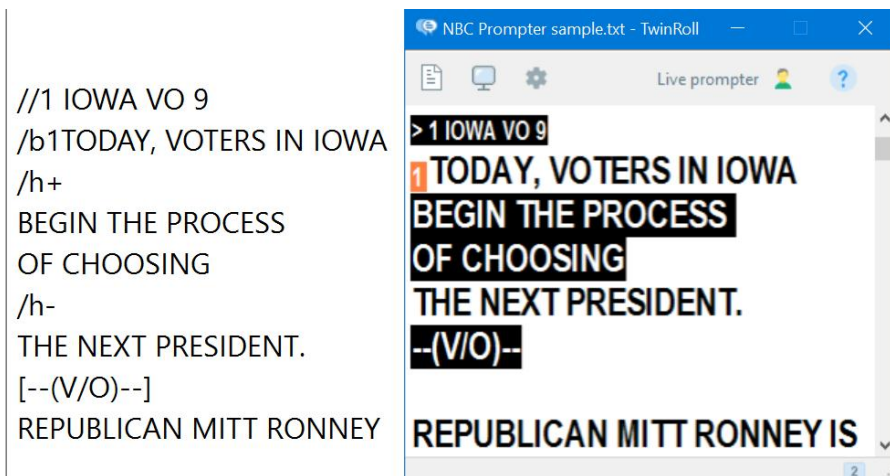 //1 IOWA VO 9
/b1TODAY, VOTERS IN IOWA
/h+
BEGIN THE PROCESS
OF CHOOSING
/h-
THE NEXT PRESIDENT.
[--(V/O)--]
REPUBLICAN MITT RONNEY
NBC Prompter sample.txt - TwinRoll
Live prompter ?
> 1 IOWA VO 9
1 TODAY, VOTERS IN IOWA
BEGIN THE PROCESS
OF CHOOSING
THE NEXT PRESIDENT.
--(V/O)--
REPUBLICAN MITT RONNEY IS
2